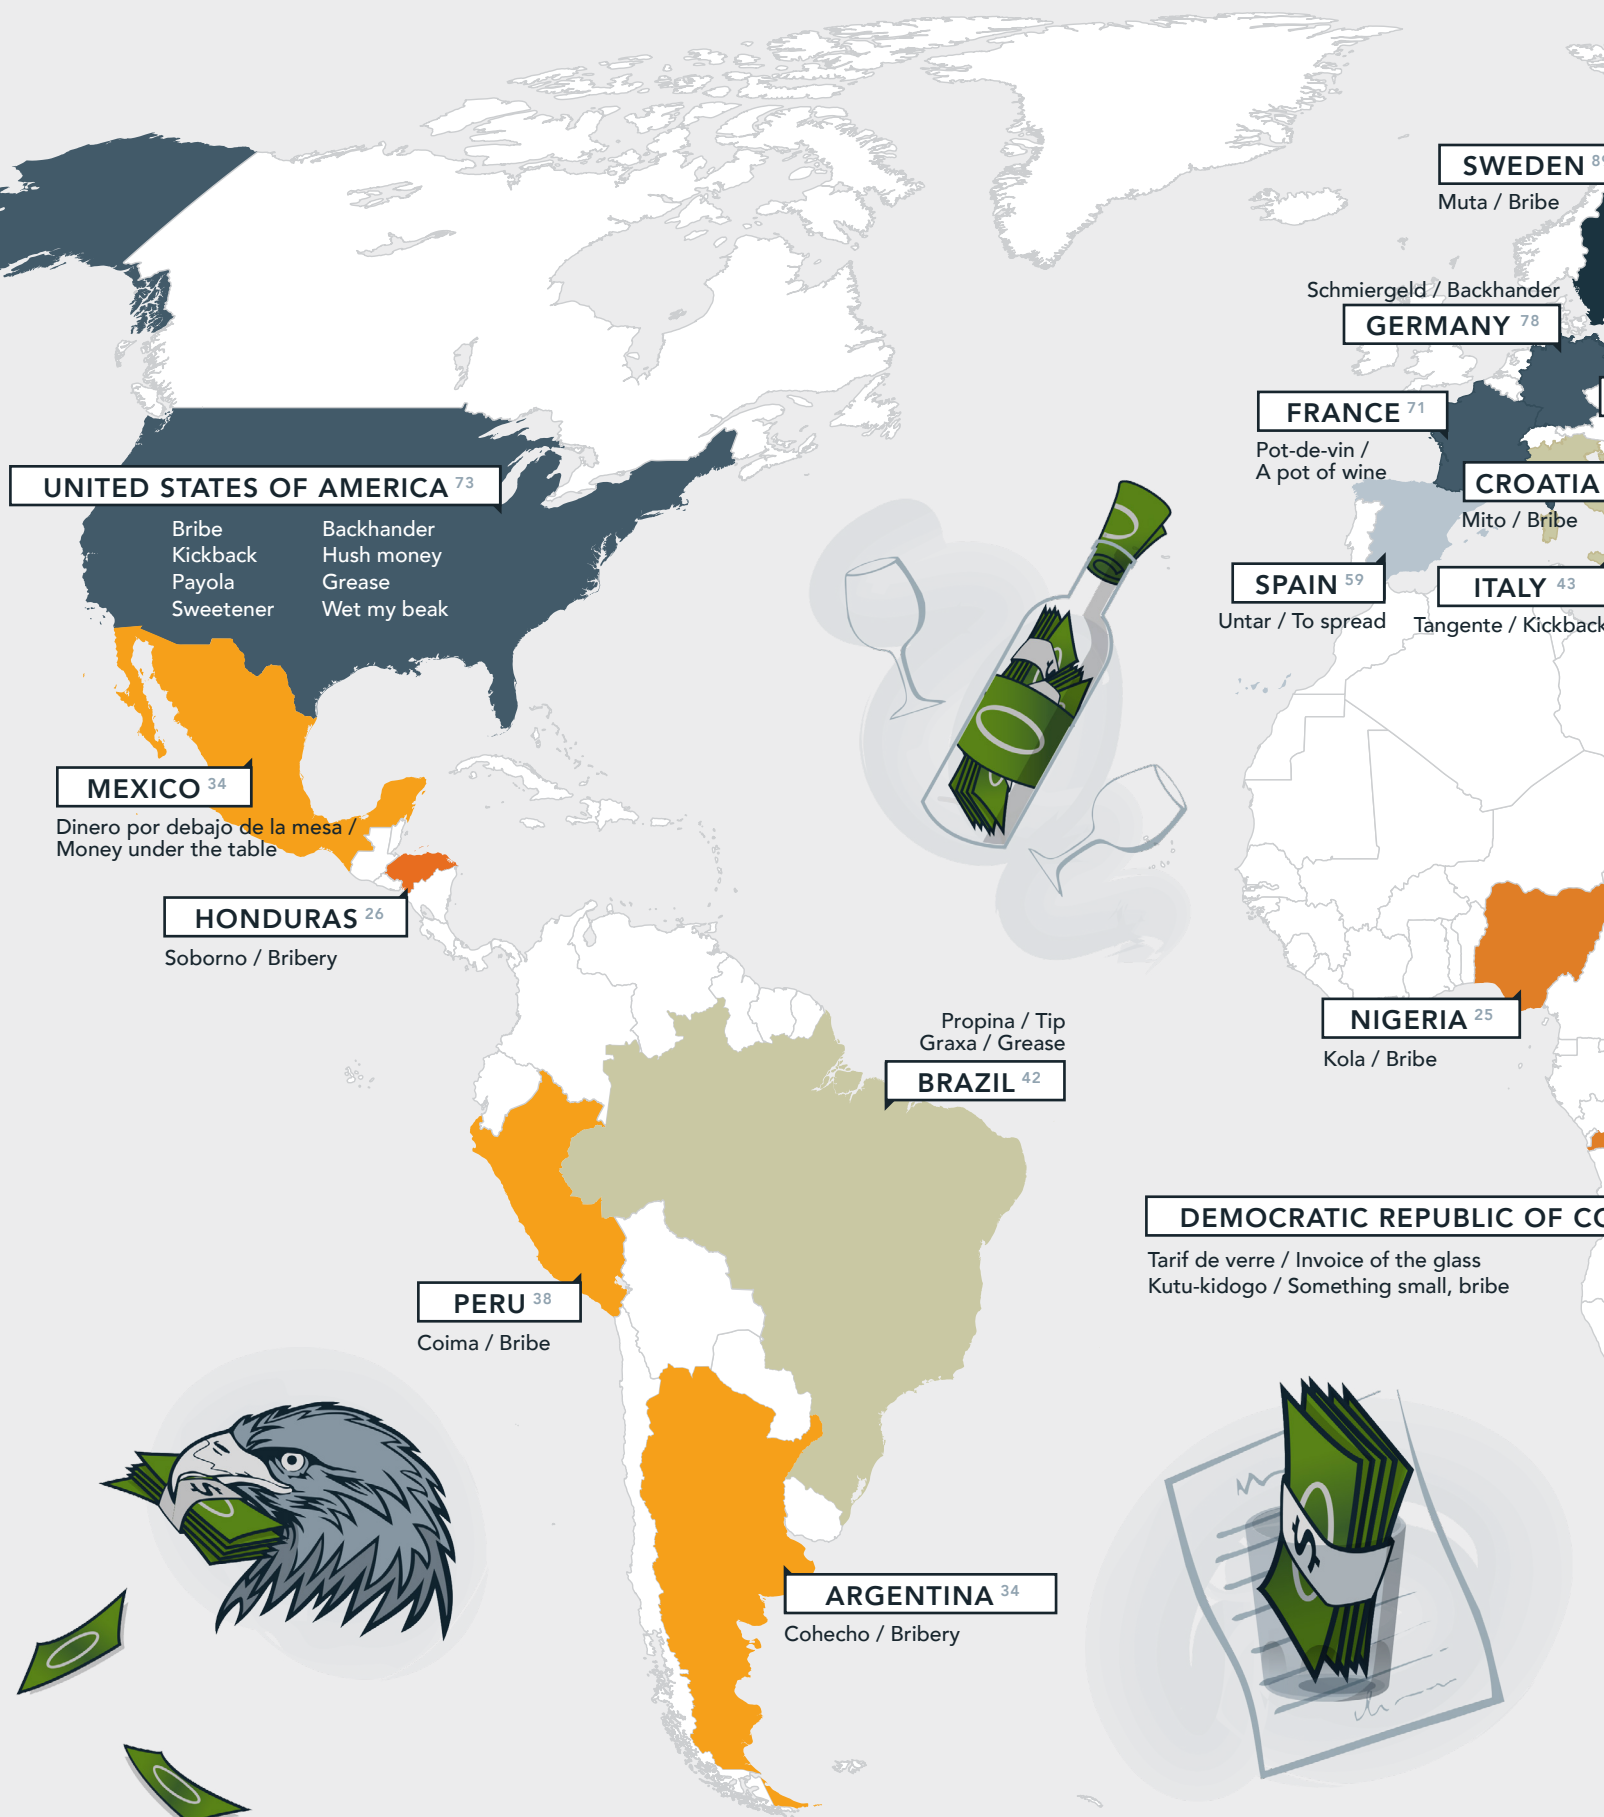 SWEDEN 89
Muta / Bribe
Schmiergeld / Backhander
GERMANY 78
FRANCE 71
Pot-de-vin /
A pot of wine
CROATIA
Mito / Bribe
UNITED STATES OF AMERICA 73
Bribe
Kickback
Payola
Sweetener
Backhander
Hush money
Grease
Wet my beak
SPAIN 59
Untar / To spread
ITALY 43
Tangente / Kickback
MEXICO 34
Dinero por debajo de la mesa /
Money under the table
HONDURAS 26
Soborno / Bribery
Propina / Tip
Graxa / Grease
BRAZIL 42
NIGERIA 25
Kola / Bribe
DEMOCRATIC REPUBLIC OF
Tarif de verre / Invoice of the glass
Kutu-kidogo / Something small, bribe
PERU 38
Coima / Bribe
ARGENTINA 34
Cohecho / Bribery
$
$